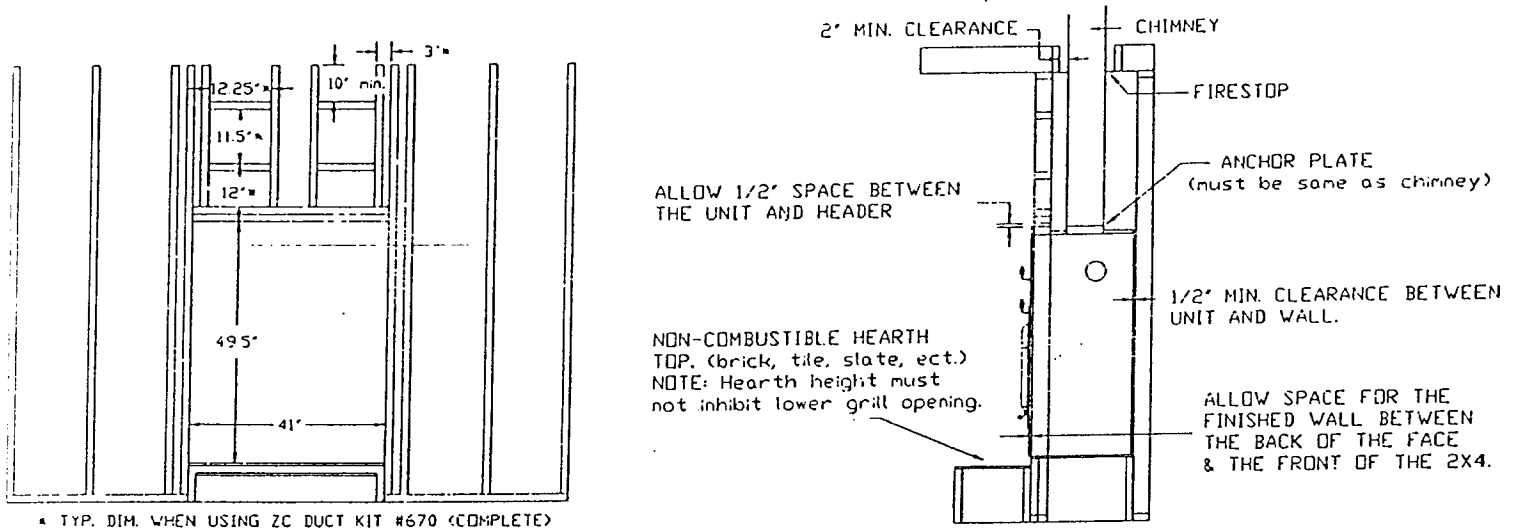 3"*
12.25"*
10" min.
11.5"*
12"*
49.5"
41"
* TYP. DIM. WHEN USING ZC DUCT KIT #670 (COMPLETE)
2" MIN. CLEARANCE
CHIMNEY
FIRESTOP
ANCHOR PLATE
(must be same as chimney)
ALLOW 1/2" SPACE BETWEEN
THE UNIT AND HEADER
1/2" MIN. CLEARANCE BETWEEN
UNIT AND WALL.
NON-COMBUSTIBLE HEARTH
TOP. (brick, tile, slate, ect.)
NOTE: Hearth height must
not inhibit lower grill opening.
ALLOW SPACE FOR THE
FINISHED WALL BETWEEN
THE BACK OF THE FACE
& THE FRONT OF THE 2X4.